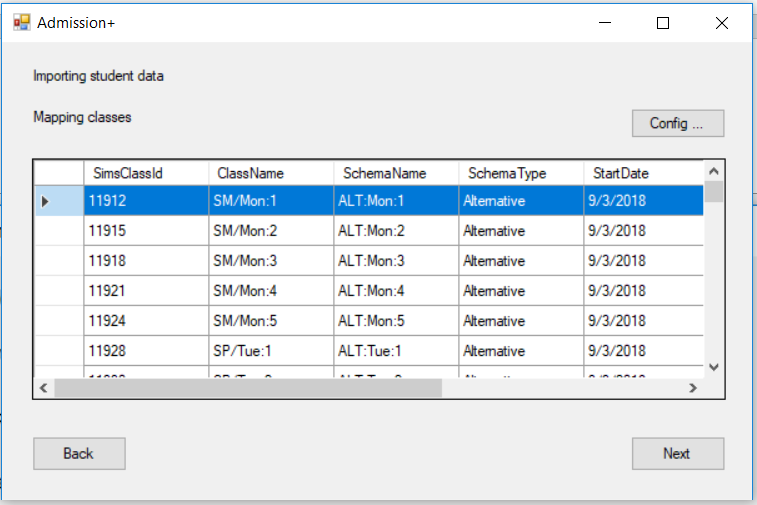 Admission+
Importing student data
Mapping classes
Config ...
SimsClassId ClassName SchemaName SchemaType StartDate
11912 SM/Mon:1 ALT:Mon:1 Alternative 9/3/2018
11915 SM/Mon:2 ALT:Mon:2 Alternative 9/3/2018
11918 SM/Mon:3 ALT:Mon:3 Alternative 9/3/2018
11921 SM/Mon:4 ALT:Mon:4 Alternative 9/3/2018
11924 SM/Mon:5 ALT:Mon:5 Alternative 9/3/2018
11928 SP/Tue:1 ALT:Tue:1 Alternative 9/3/2018
Back Next